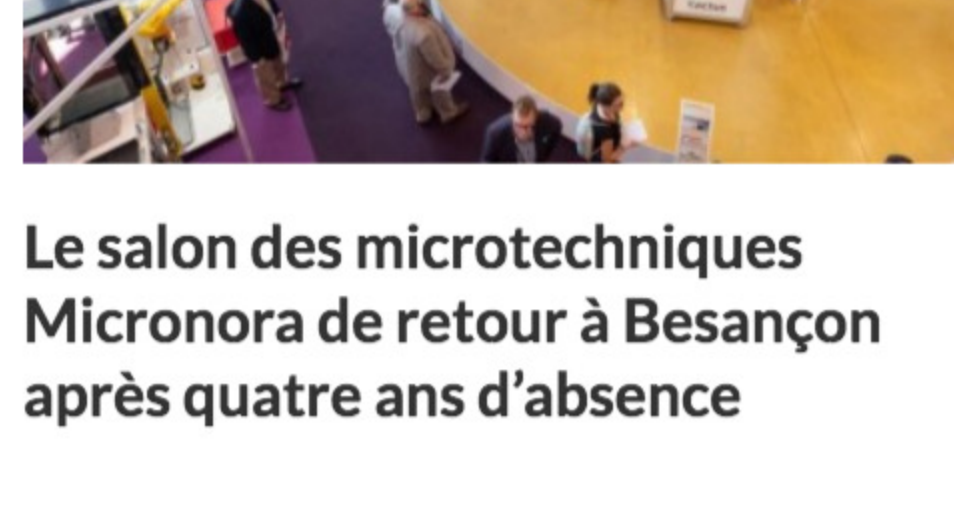 Le salon des microtechniques
Micronora de retour à Besançon
après quatre ans d’absence